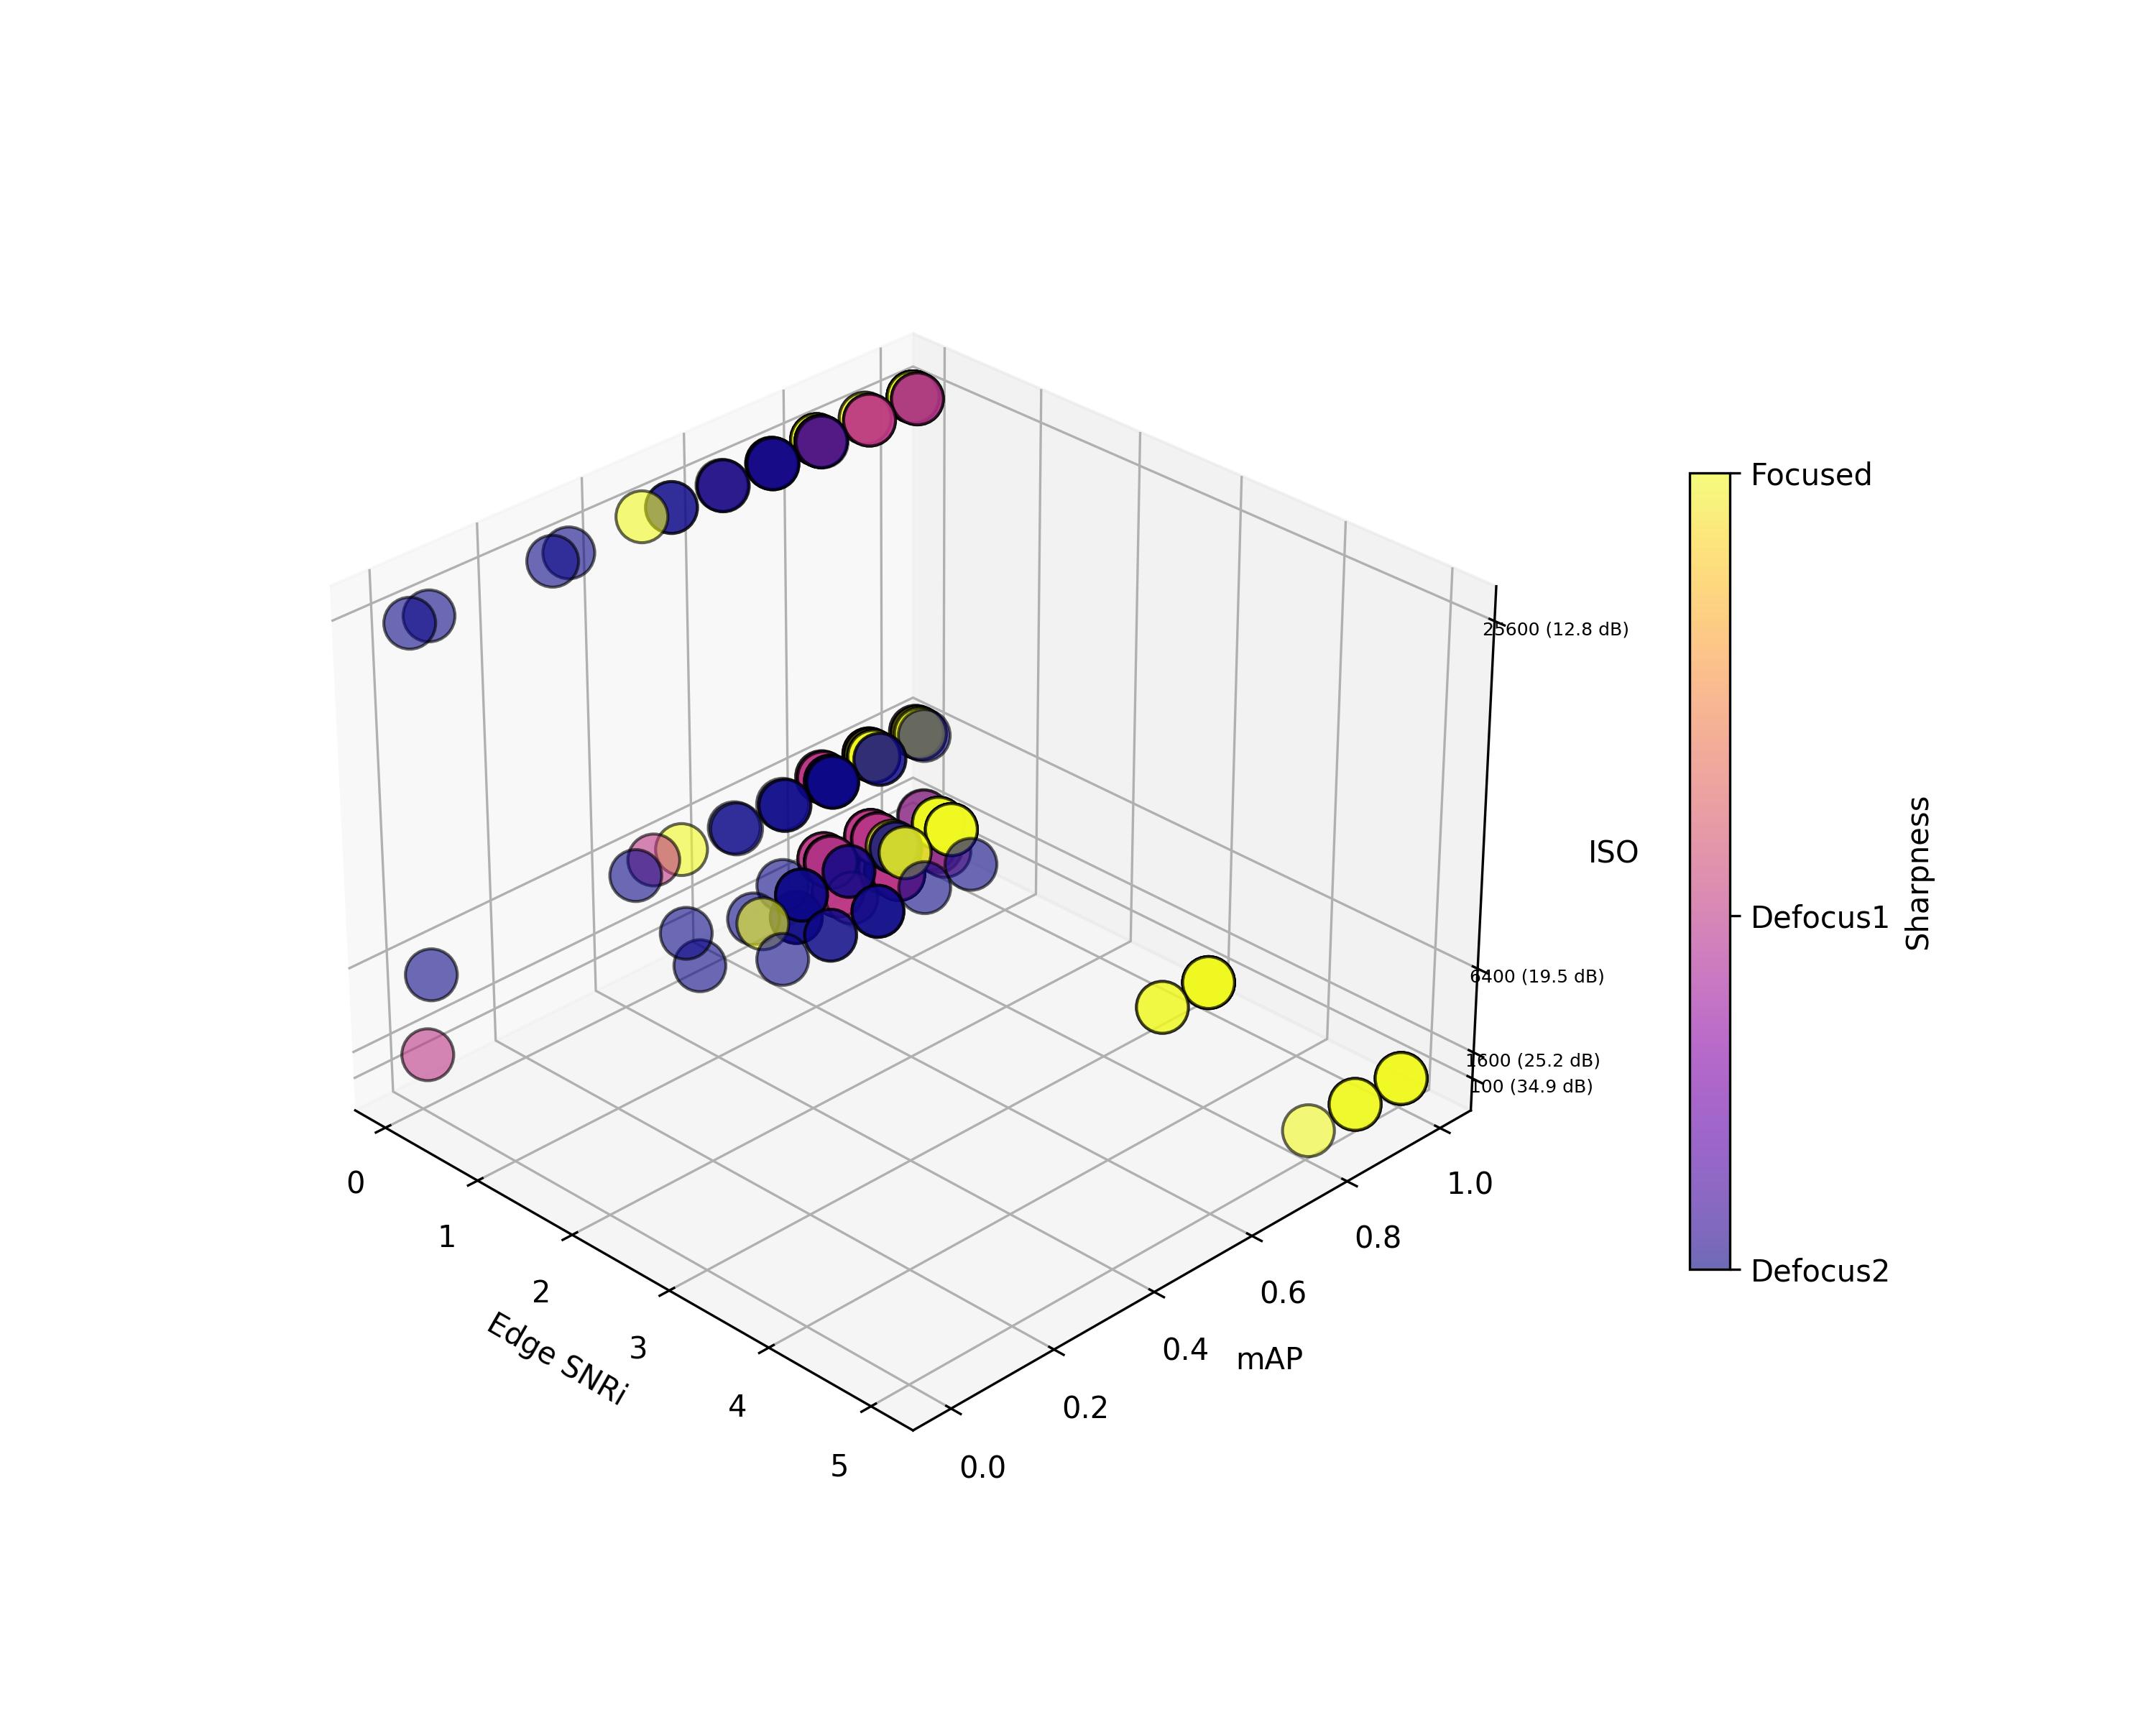 Focused
25600 (12.8 dB)
ISO
Sharpness
Defocus1
6400 (19.5 dB)
1600 (25.2 dB)
100 (34.9 dB)
Defocus2
0
1
2
3
4
5
Edge SNRi
0.0
0.2
0.4
0.6
0.8
1.0
mAP